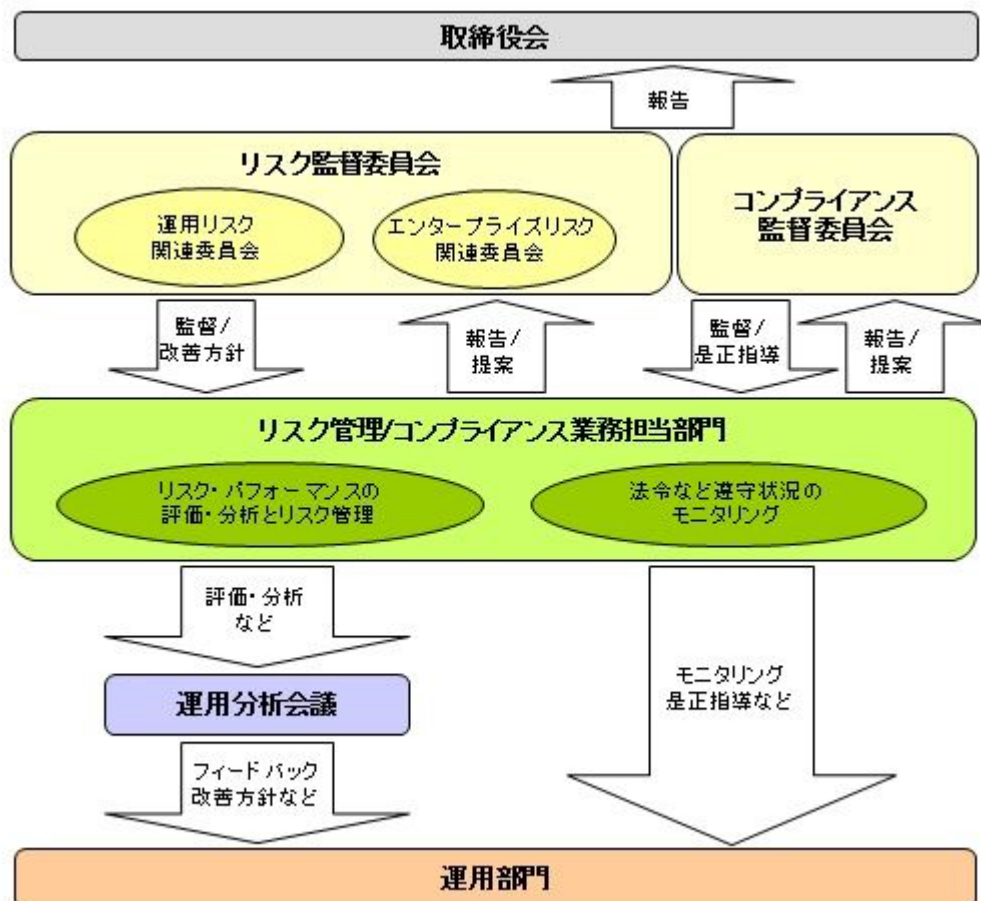 取締役会
報告
リスク監督委員会
運用リスク
関連委員会
エンタープライズリスク
関連委員会
コンプライアンス
監督委員会
監督/
改善方針
報告/
提案
監督/
是正指導
報告/
提案
リスク管理/コンプライアンス業務担当部門
リスク・パフォーマンスの
評価・分析とリスク管理
法令など遵守状況の
モニタリング
評価・分析
など
運用分析会議
モニタリング
是正指導など
フィードバック
改善方針など
運用部門